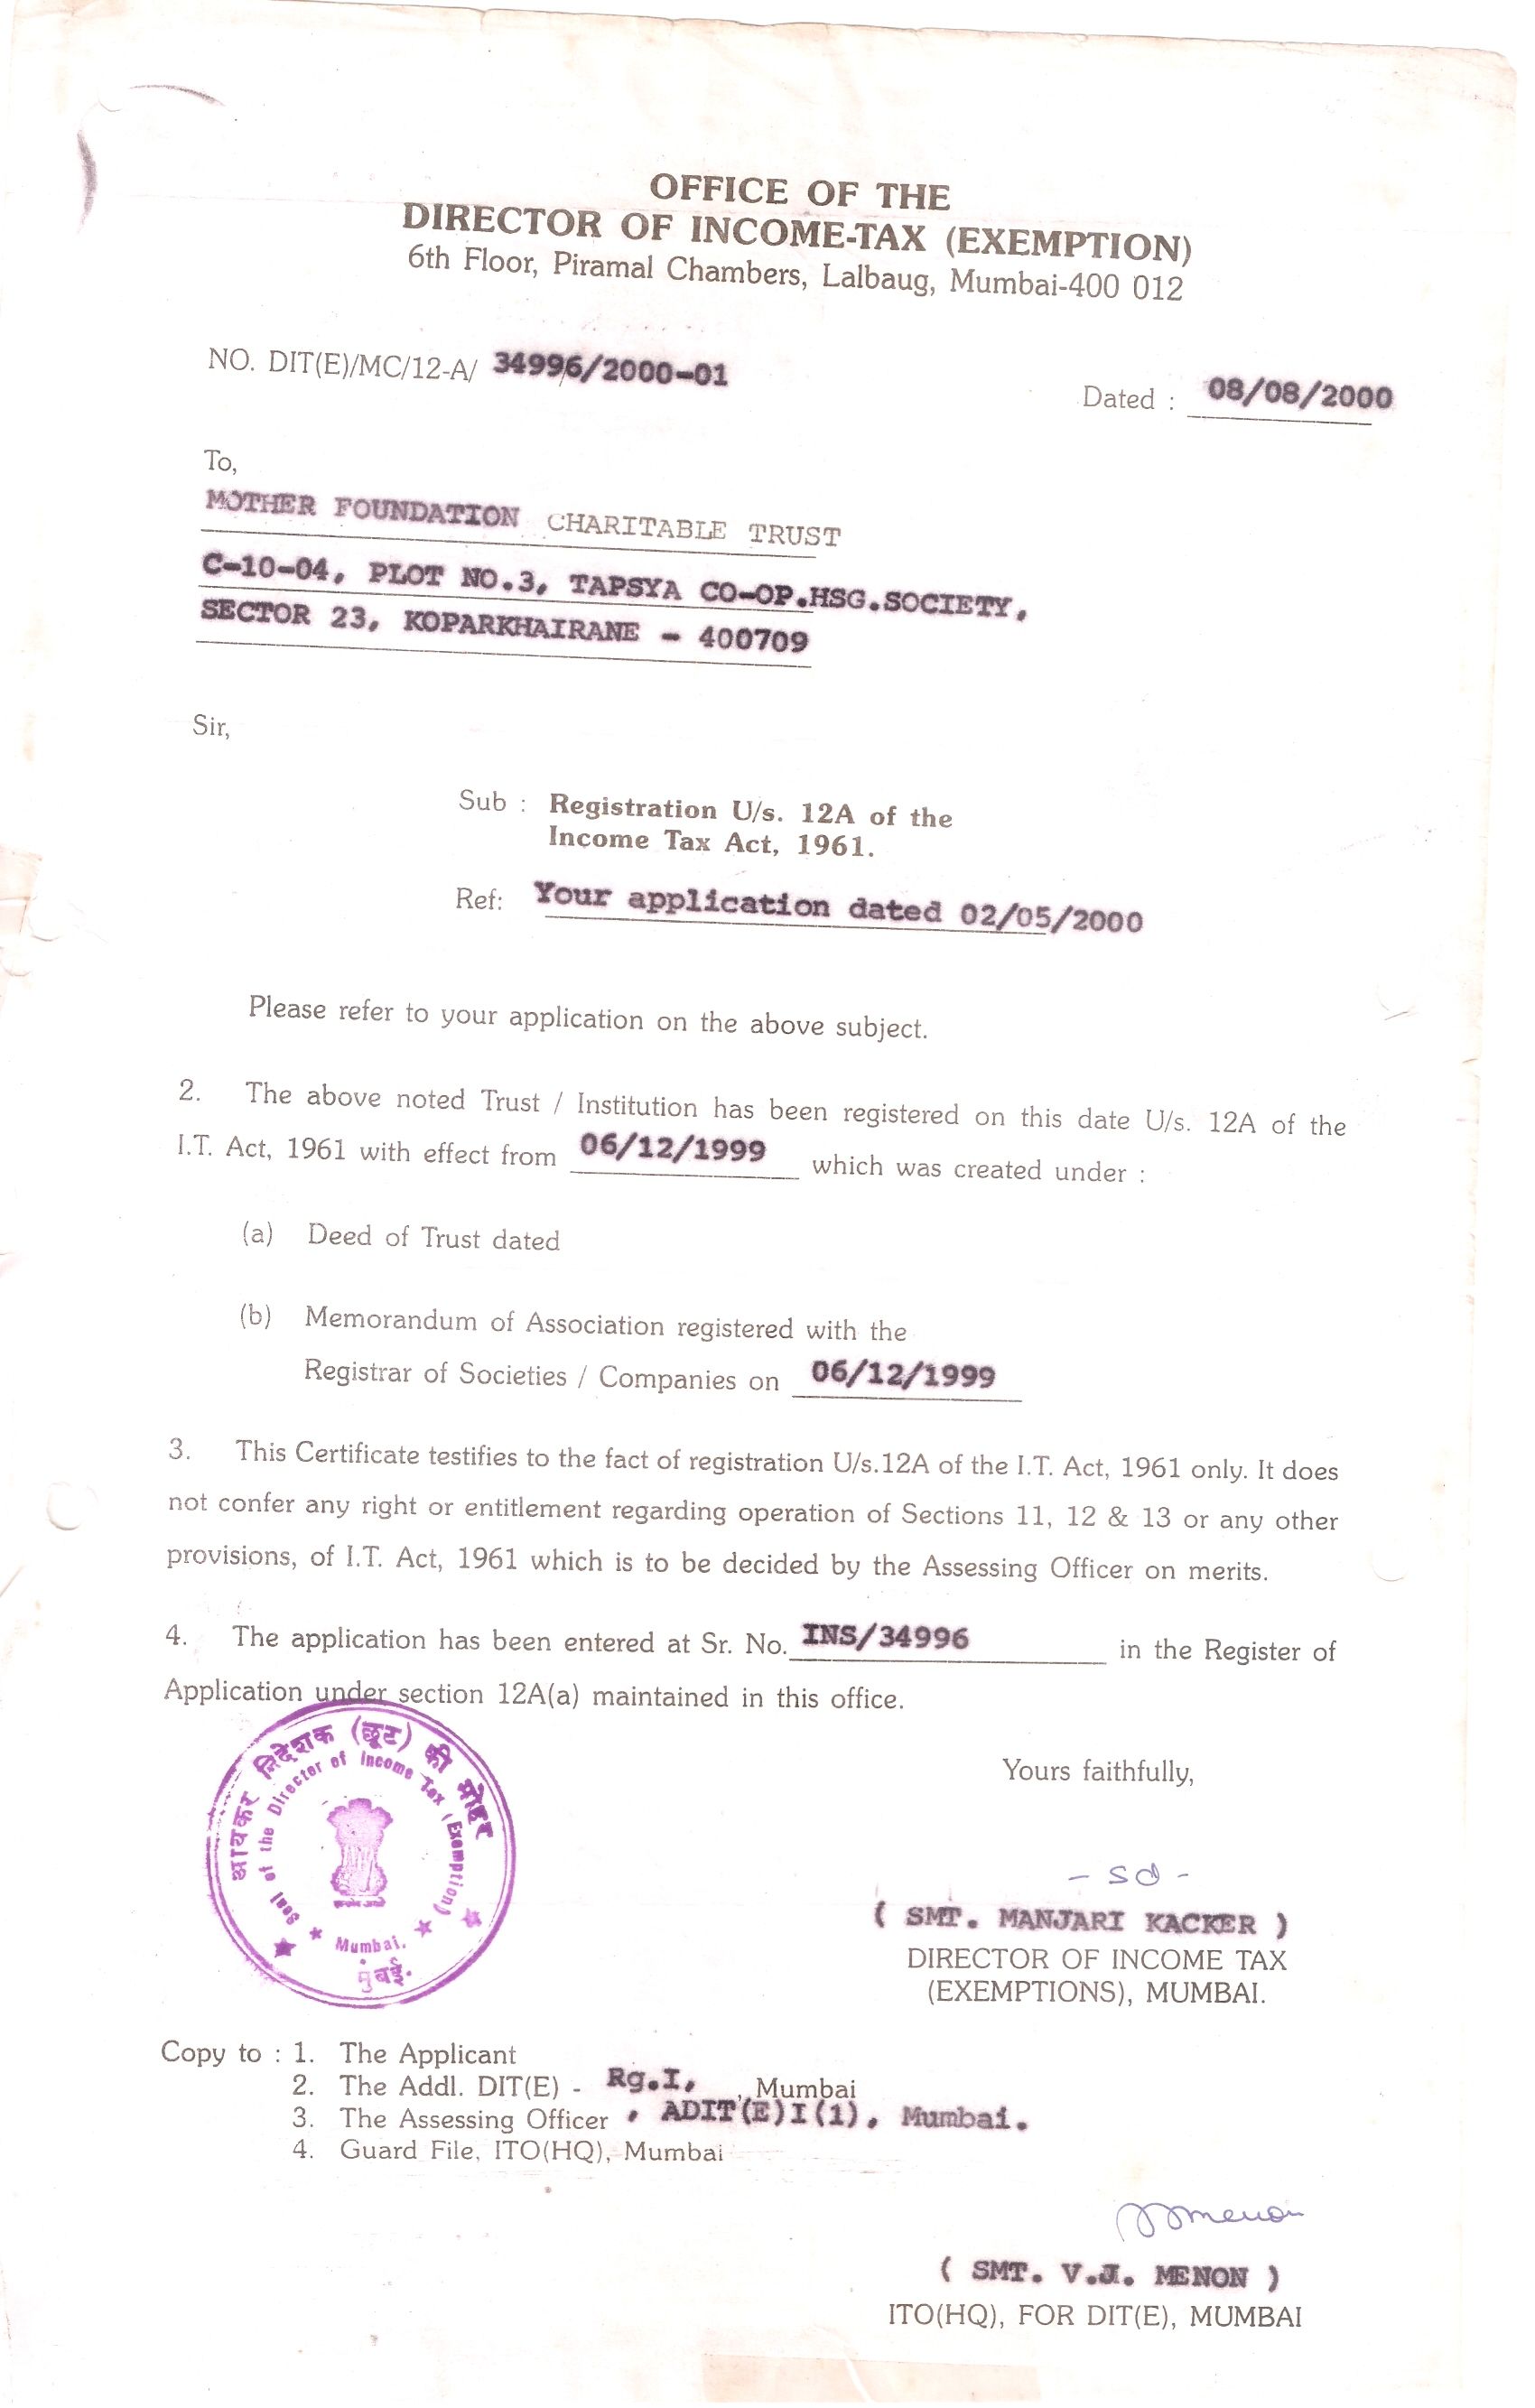 OFFICE OF THE
DIRECTOR OF INCOME-TAX (EXEMPTION)
6th Floor, Piramal Chambers, Lalbaug, Mumbai-400 012
NO. DIT(E)/MC/12-A/ 34996/2000-01
Dated : 08/08/2000
To,
MOTHER FOUNDATION CHARITABLE TRUST
C-10-04, PLOT NO.3, TAPSYA CO-OP.HSG.SOCIETY,
SECTOR 23, KOPARKHAIRANE - 400709
Sir,
Sub : Registration U/s. 12A of the
Income Tax Act, 1961.
Ref: Your application dated 02/05/2000
Please refer to your application on the above subject.
2. The above noted Trust / Institution has been registered on this date U/s. 12A of the
I.T. Act, 1961 with effect from 06/12/1999 which was created under :
(a) Deed of Trust dated
(b) Memorandum of Association registered with the
Registrar of Societies / Companies on 06/12/1999
3. This Certificate testifies to the fact of registration U/s.12A of the I.T. Act, 1961 only. It does
not confer any right or entitlement regarding operation of Sections 11, 12 & 13 or any other
provisions, of I.T. Act, 1961 which is to be decided by the Assessing Officer on merits.
4. The application has been entered at Sr. No. INS/34996 in the Register of
Application under section 12A(a) maintained in this office.
आयकर निदेशक (छूट) की मोहर
Seal of the Director of Income Tax (Exemption)
Mumbai.
मुंबई.
Yours faithfully,
- sd -
( SMT. MANJARI KACKER )
DIRECTOR OF INCOME TAX
(EXEMPTIONS), MUMBAI.
Copy to : 1. The Applicant
2. The Addl. DIT(E) - Rg.I, , Mumbai
3. The Assessing Officer , ADIT(E)I(1), Mumbai.
4. Guard File, ITO(HQ), Mumbai
Menon
( SMT. V.J. MENON )
ITO(HQ), FOR DIT(E), MUMBAI